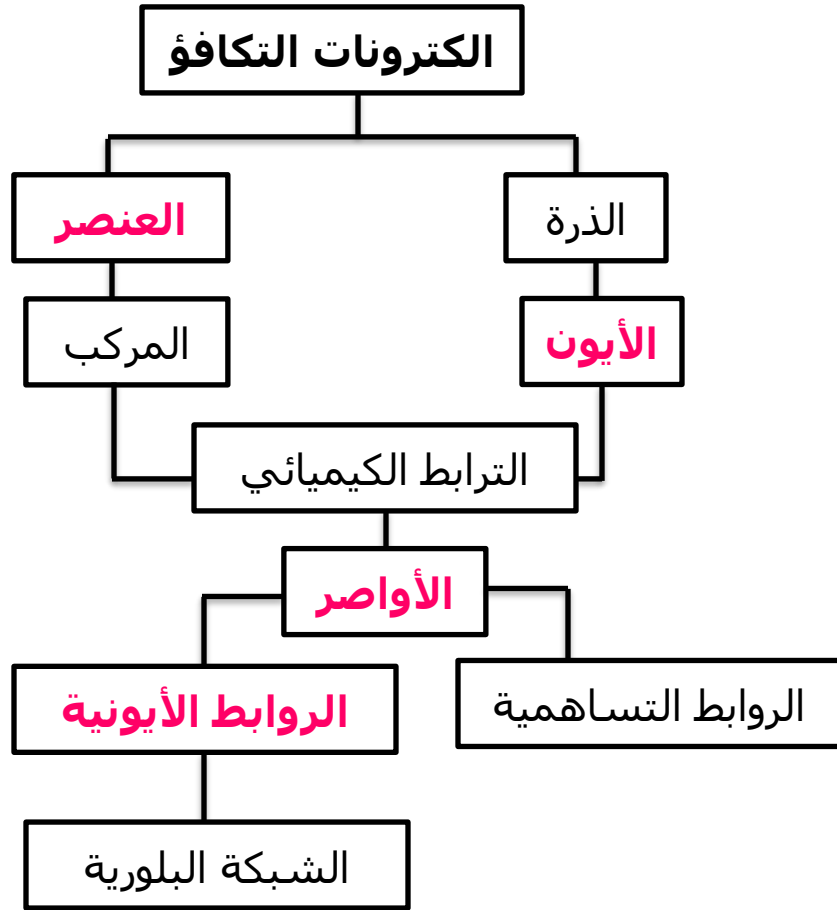 الكترونات التكافؤ
الذرة
العنصر
الأيون
المركب
الترابط الكيميائي
الأواصر
الروابط التساهمية
الروابط الأيونية
الشبكة البلورية